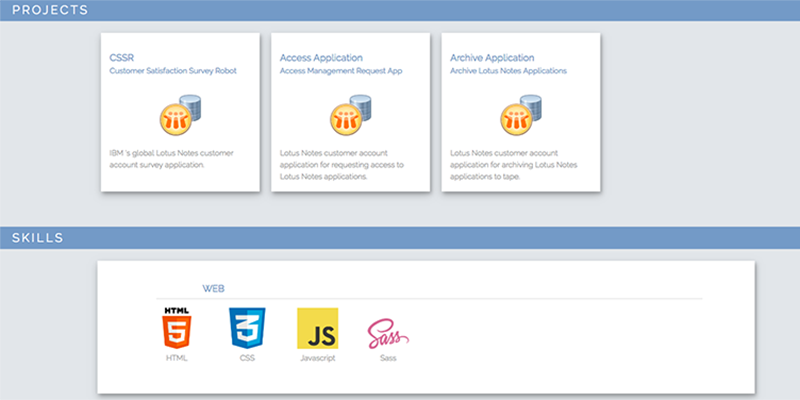 PROJECTS
CSSR
Customer Satisfaction Survey Robot
IBM 's global Lotus Notes customer
account survey application.
Access Application
Access Management Request App
Lotus Notes customer account
application for requesting access to
Lotus Notes applications.
Archive Application
Archive Lotus Notes Applications
Lotus Notes customer account
application for archiving Lotus Notes
applications to tape.
SKILLS
WEB
HTML
5
HTML
3
CSS
JS
Javascript
Sass
Sass